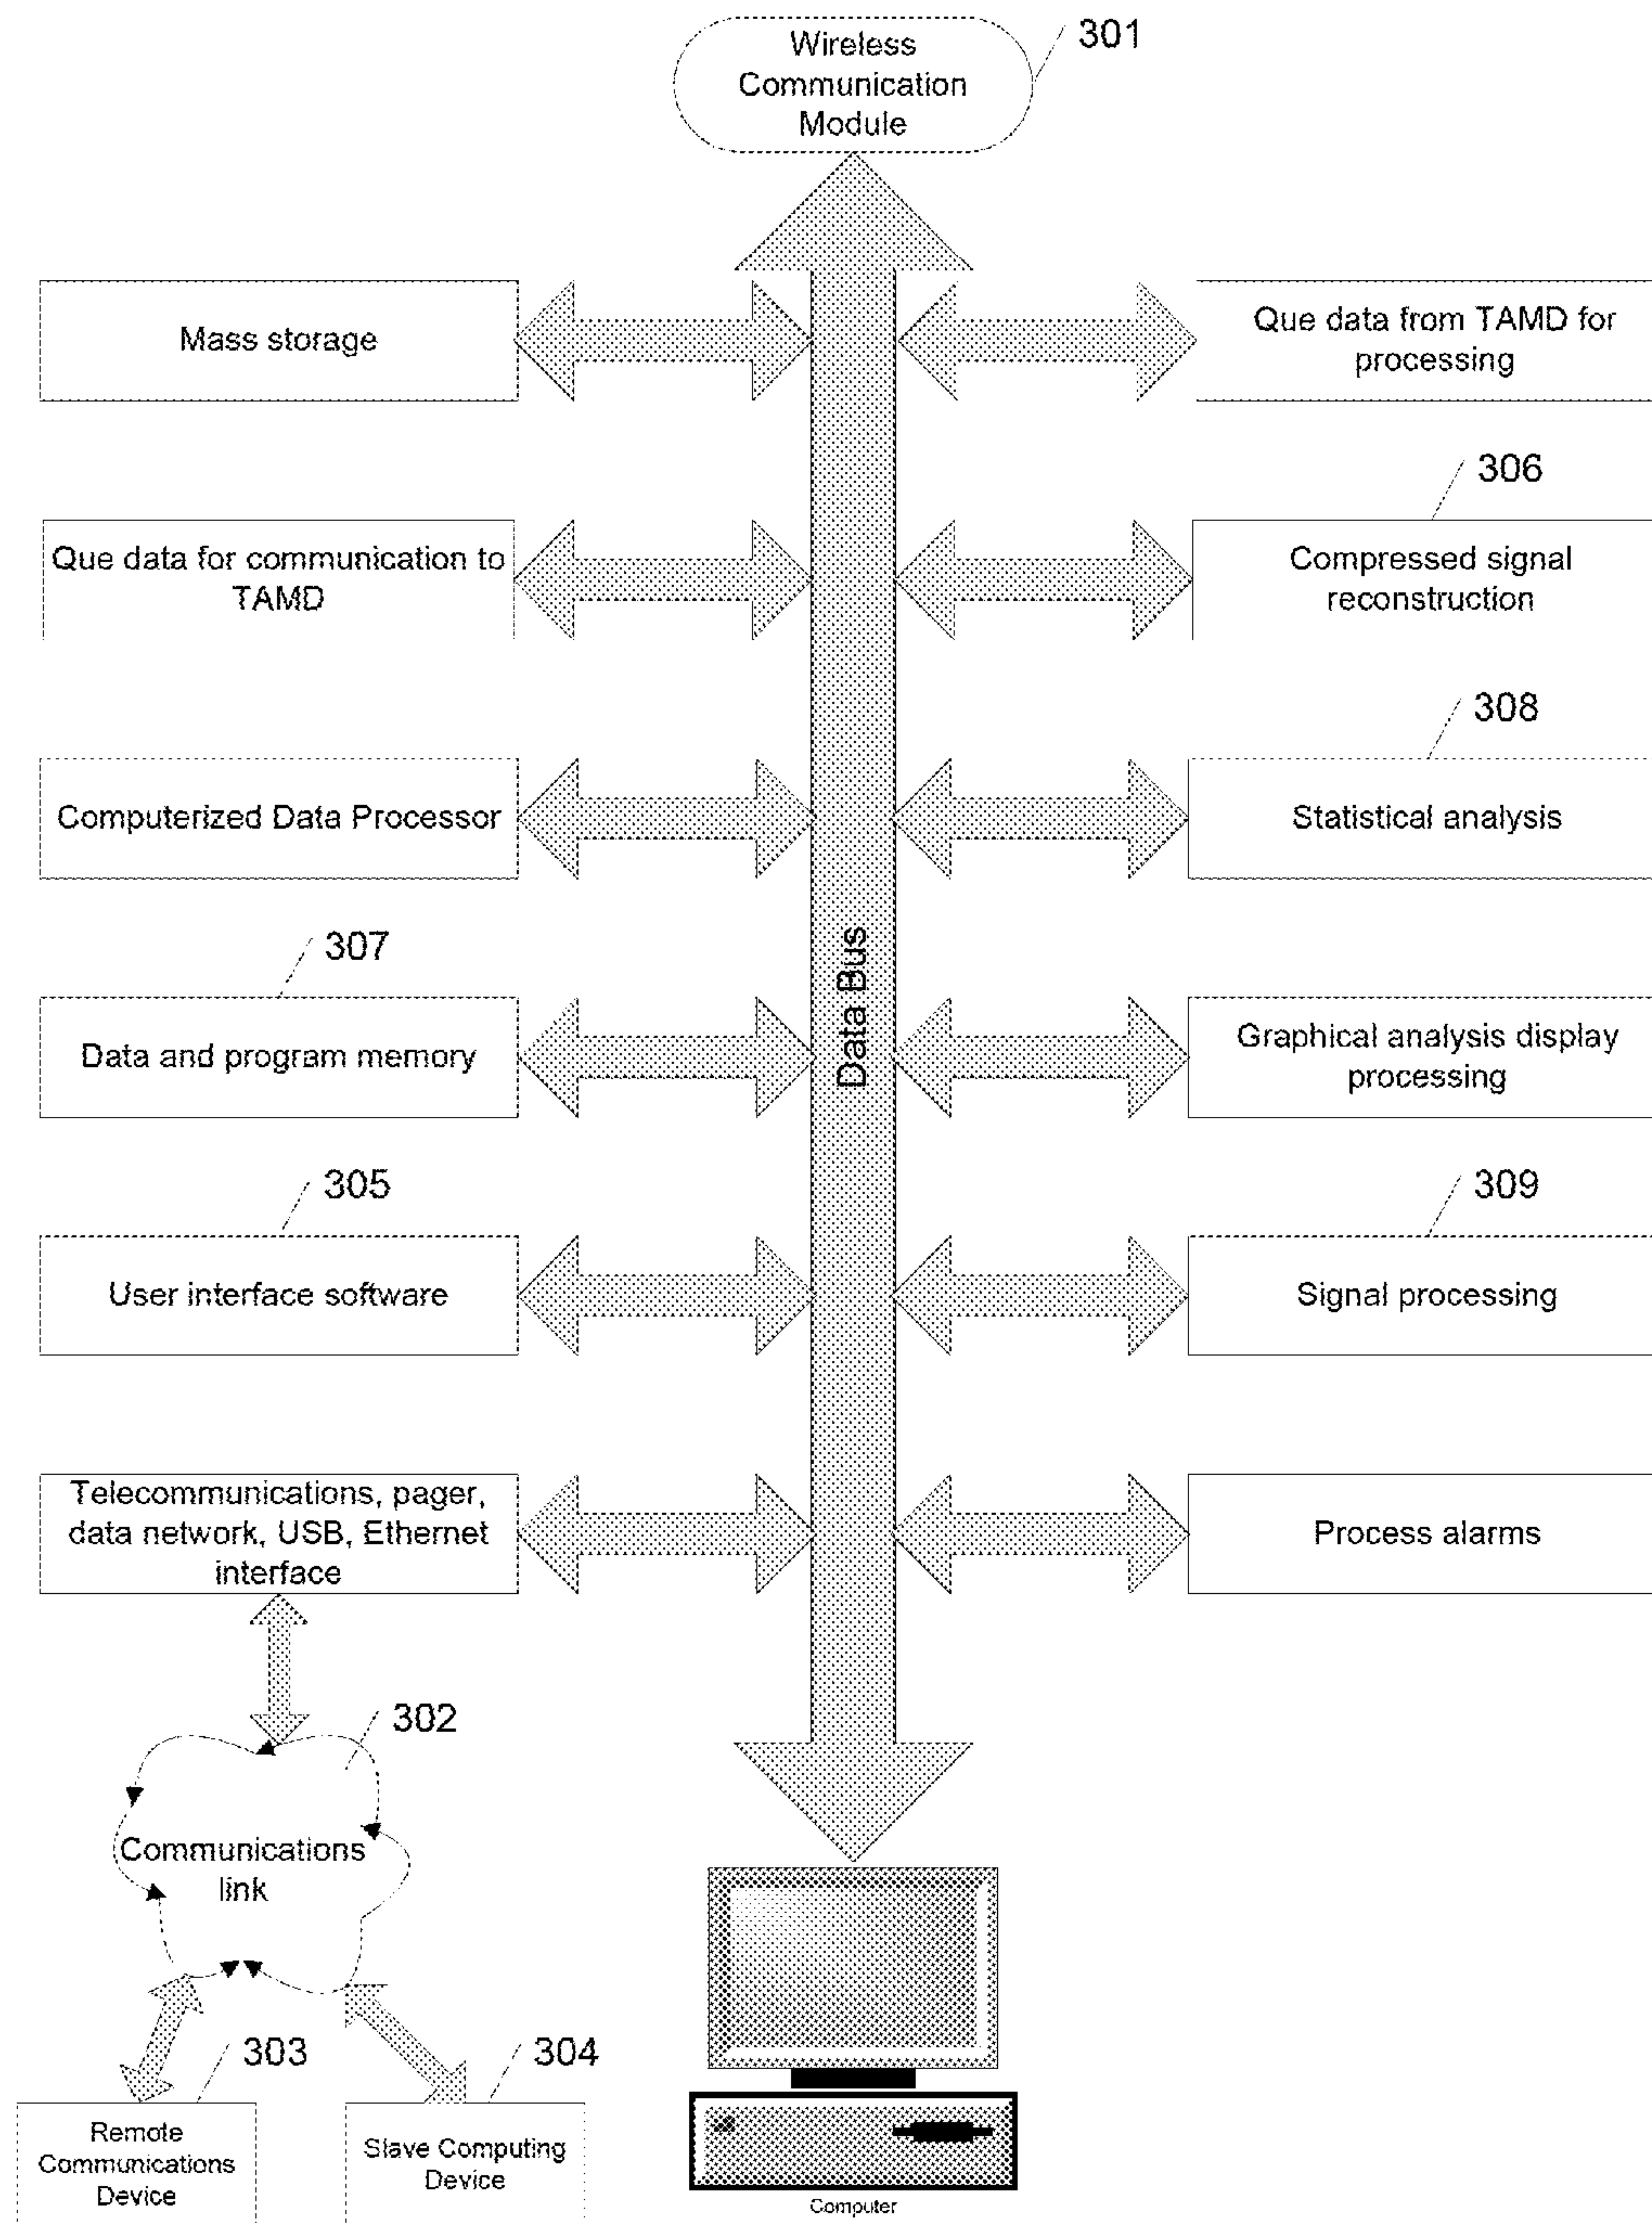 Wireless
Communication
Module
301
Mass storage
Que data from TAMD for
processing
306
Que data for communication to
TAMD
Compressed signal
reconstruction
308
Computerized Data Processor
Statistical analysis
307
Data Bus
Data and program memory
Graphical analysis display
processing
305
309
User interface software
Signal processing
Telecommunications, pager,
data network, USB, Ethernet
interface
Process alarms
302
Communications
link
303
304
Remote
Communications
Device
Slave Computing
Device
Computer